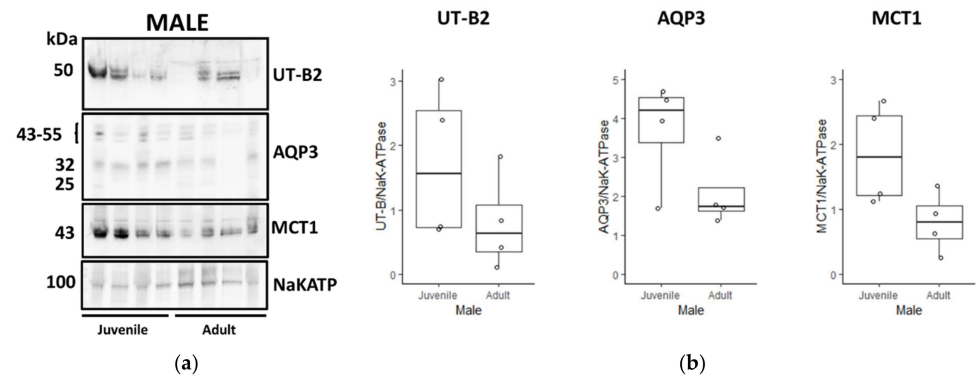 MALE
kDa
50
UT-B2
43-55
32
25
AQP3
43
MCT1
100
NaKATP
Juvenile Adult
(a)
UT-B2
UT-B/NaK-ATPase
3
2
1
0
Juvenile Adult
Male
AQP3
AQP3/NaK-ATPase
5
4
3
2
1
0
Juvenile Adult
Male
MCT1
MCT1/NaK-ATPase
3
2
1
0
Juvenile Adult
Male
(b)